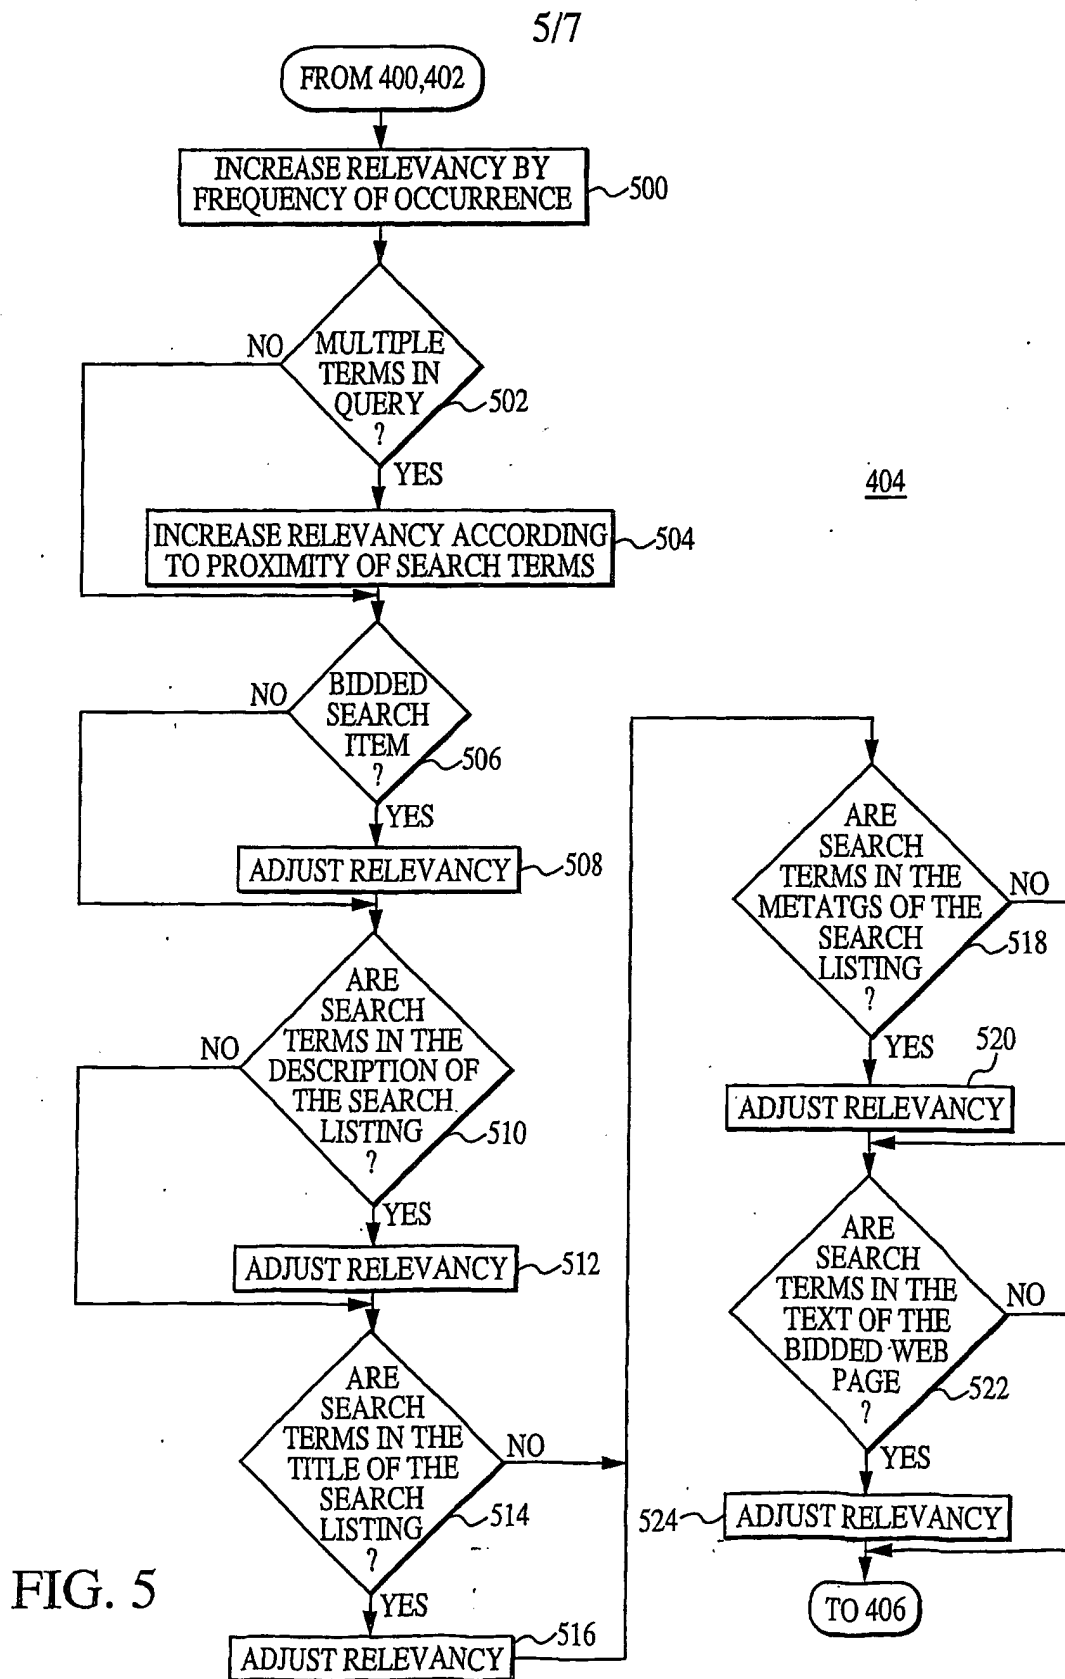 5/7
FROM 400,402
INCREASE RELEVANCY BY
FREQUENCY OF OCCURRENCE
500
NO
MULTIPLE
TERMS IN
QUERY
?
502
YES
INCREASE RELEVANCY ACCORDING
TO PROXIMITY OF SEARCH TERMS
504
NO
BIDDED
SEARCH
ITEM
?
506
YES
ADJUST RELEVANCY
508
NO
ARE
SEARCH
TERMS IN THE
DESCRIPTION OF
THE SEARCH
LISTING
?
510
YES
ADJUST RELEVANCY
512
ARE
SEARCH
TERMS IN THE
TITLE OF THE
SEARCH
LISTING
?
NO
514
YES
ADJUST RELEVANCY
516
404
ARE
SEARCH
TERMS IN THE
METATGS OF THE
SEARCH
LISTING
?
NO
518
YES
520
ADJUST RELEVANCY
ARE
SEARCH
TERMS IN THE
TEXT OF THE
BIDDED WEB
PAGE
?
NO
522
YES
524
ADJUST RELEVANCY
TO 406
FIG. 5